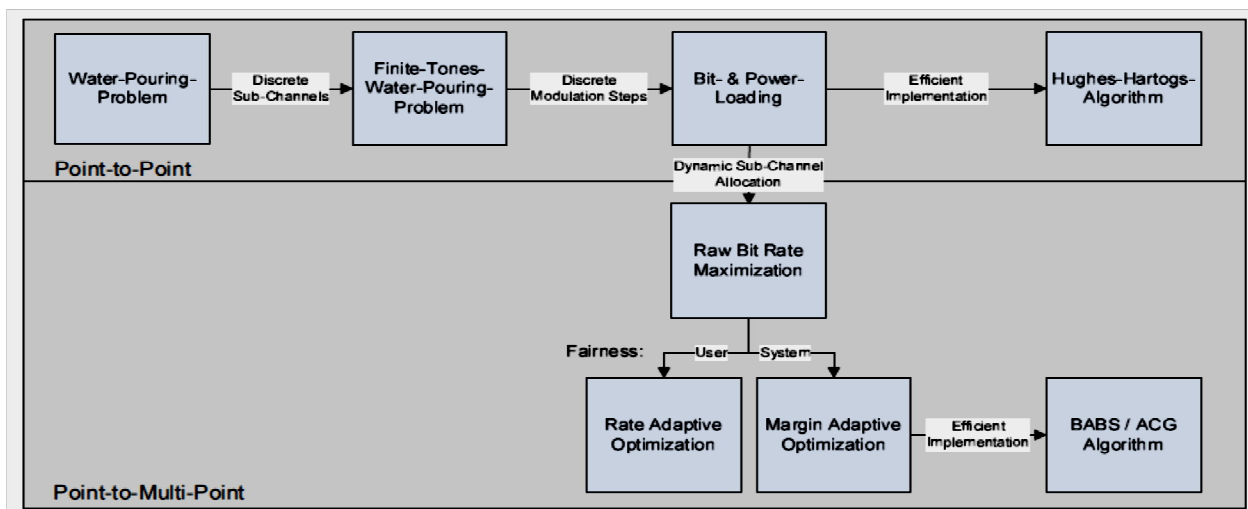 Water-Pouring-
Problem
Discrete
Sub-Channels
Finite-Tones-
Water-Pouring-
Problem
Discrete
Modulation Steps
Bit- & Power-
Loading
Efficient
Implementation
Hughes-Hartogs-
Algorithm
Point-to-Point
Dynamic Sub-Channel
Allocation
Raw Bit Rate
Maximization
Fairness:
User
System
Rate Adaptive
Optimization
Margin Adaptive
Optimization
Efficient
Implementation
BABS / ACG
Algorithm
Point-to-Multi-Point